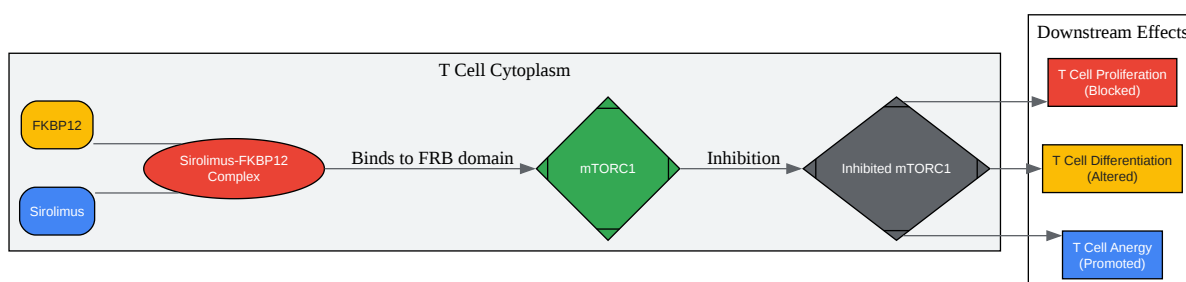 Downstream Effects
T Cell Cytoplasm
FKBP12
Sirolimus
Sirolimus-FKBP12
Complex
Binds to FRB domain
mTORC1
Inhibition
Inhibited mTORC1
T Cell Proliferation
(Blocked)
T Cell Differentiation
(Altered)
T Cell Anergy
(Promoted)